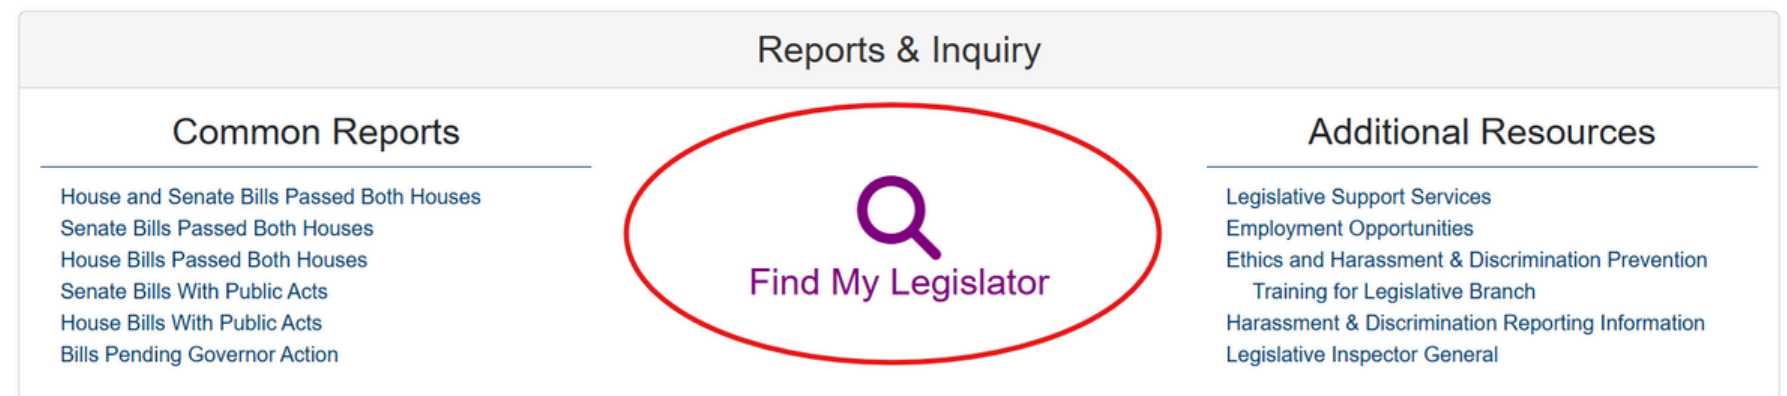 Reports & Inquiry
Common Reports
House and Senate Bills Passed Both Houses
Senate Bills Passed Both Houses
House Bills Passed Both Houses
Senate Bills With Public Acts
House Bills With Public Acts
Bills Pending Governor Action
Find My Legislator
Additional Resources
Legislative Support Services
Employment Opportunities
Ethics and Harassment & Discrimination Prevention
Training for Legislative Branch
Harassment & Discrimination Reporting Information
Legislative Inspector General